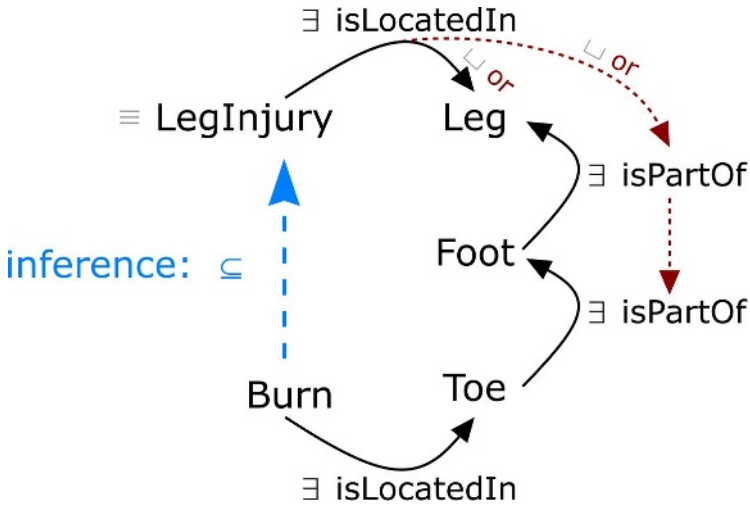 ∃ isLocatedIn
⊔ or
⊔ or
≡ LegInjury
Leg
∃ isPartOf
Foot
inference: ⊆
∃ isPartOf
Burn
Toe
∃ isLocatedIn